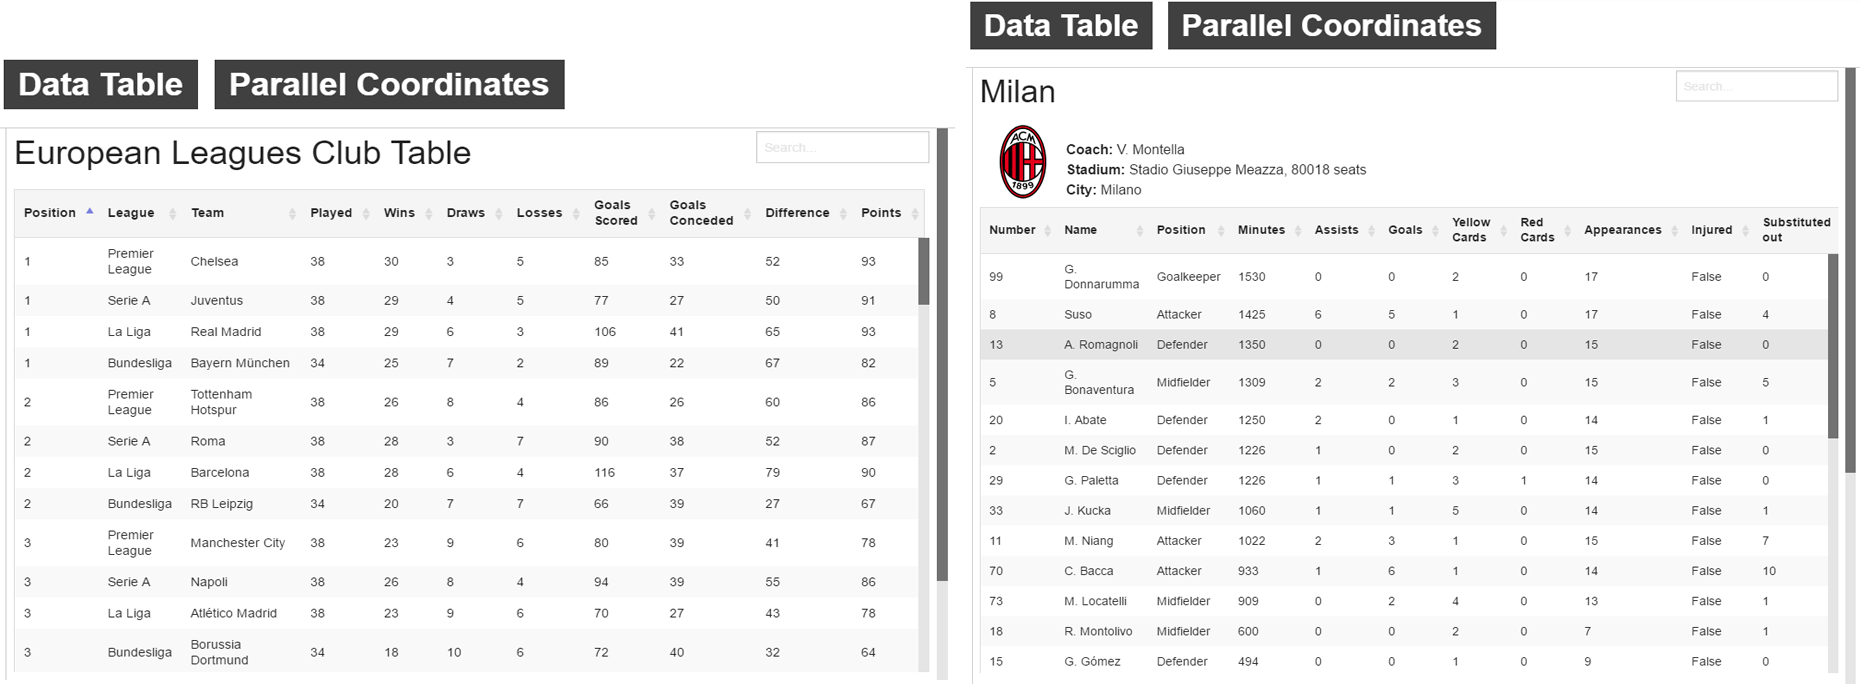 Data Table Parallel Coordinates
European Leagues Club Table
Search...
Position League Team Played Wins Draws Losses Goals Scored Goals Conceded Difference Points
1 Premier League Chelsea 38 30 3 5 85 33 52 93
1 Serie A Juventus 38 29 4 5 77 27 50 91
1 La Liga Real Madrid 38 29 6 3 106 41 65 93
1 Bundesliga Bayern München 34 25 7 2 89 22 67 82
2 Premier League Tottenham Hotspur 38 26 8 4 86 26 60 86
2 Serie A Roma 38 28 3 7 90 38 52 87
2 La Liga Barcelona 38 28 6 4 116 37 79 90
2 Bundesliga RB Leipzig 34 20 7 7 66 39 27 67
3 Premier League Manchester City 38 23 9 6 80 39 41 78
3 Serie A Napoli 38 26 8 4 94 39 55 86
3 La Liga Atlético Madrid 38 23 9 6 70 27 43 78
3 Bundesliga Borussia Dortmund 34 18 10 6 72 40 32 64
Data Table Parallel Coordinates
Milan
Search...
ACM
1899
Coach: V. Montella
Stadium: Stadio Giuseppe Meazza, 80018 seats
City: Milano
Number Name Position Minutes Assists Goals Yellow Cards Red Cards Appearances Injured Substituted out
99 G. Donnarumma Goalkeeper 1530 0 0 2 0 17 False 0
8 Suso Attacker 1425 6 5 1 0 17 False 4
13 A. Romagnoli Defender 1350 0 0 2 0 15 False 0
5 G. Bonaventura Midfielder 1309 2 2 3 0 15 False 5
20 I. Abate Defender 1250 2 0 1 0 14 False 1
2 M. De Sciglio Defender 1226 1 0 2 0 15 False 0
29 G. Paletta Defender 1226 1 1 3 1 14 False 0
33 J. Kucka Midfielder 1060 1 1 5 0 14 False 1
11 M. Niang Attacker 1022 2 3 1 0 15 False 7
70 C. Bacca Attacker 933 1 6 1 0 14 False 10
73 M. Locatelli Midfielder 909 0 2 4 0 13 False 1
18 R. Montolivo Midfielder 600 0 0 2 0 7 False 1
15 G. Gómez Defender 494 0 0 1 0 9 False 0